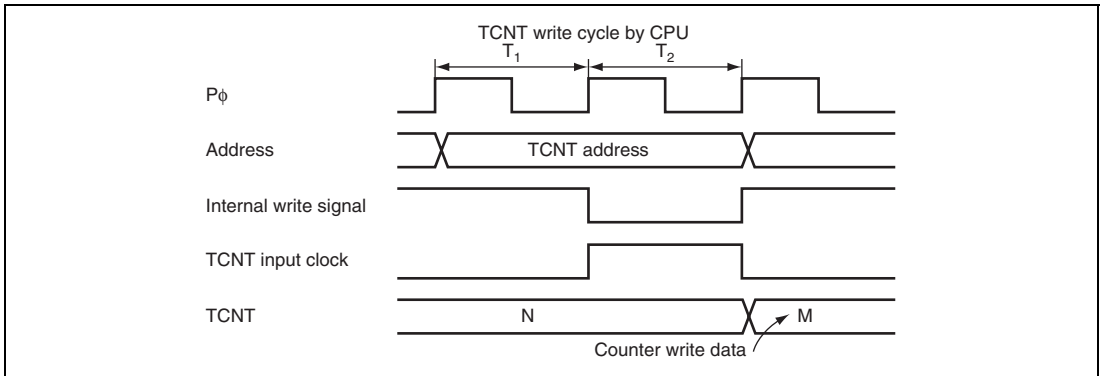 TCNT write cycle by CPU
T1 T2
Pϕ
Address TCNT address
Internal write signal
TCNT input clock
TCNT N M
Counter write data